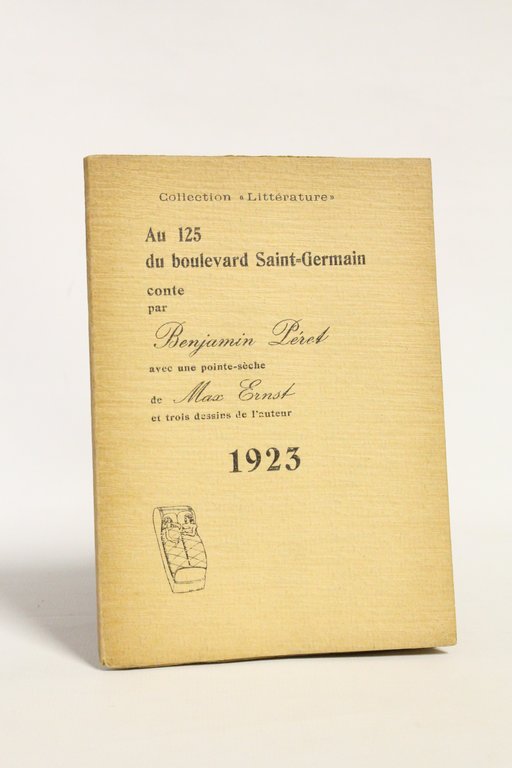 Collection «Littérature»
Au 125
du boulevard Saint-Germain
conte
par
Benjamin Péret
avec une pointe-sèche
de Max Ernst
et trois dessins de l'auteur
1923